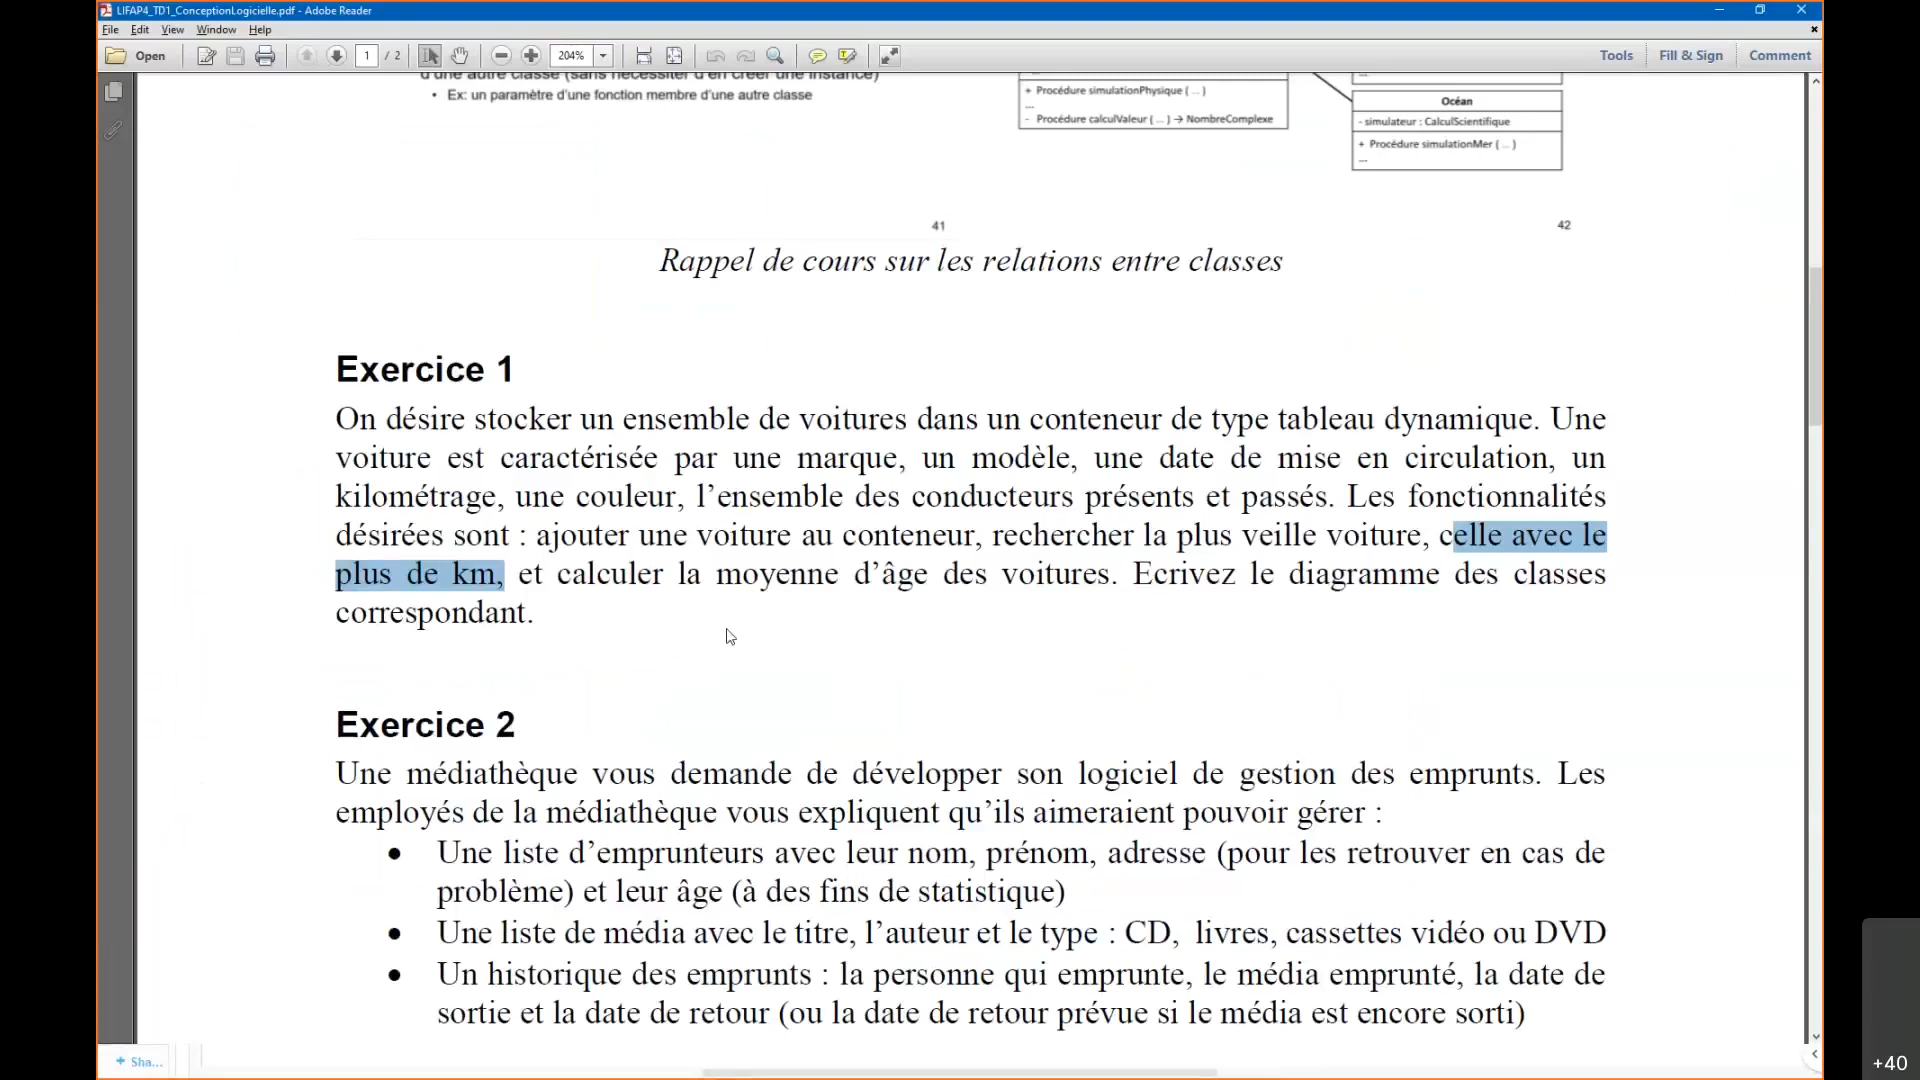 LIFAP4_TD1_ConceptionLogicielle.pdf - Adobe Reader
File Edit View Window Help
Open 1 / 2 204% Tools Fill & Sign Comment
d'une autre classe (sans nécessiter d'en créer une instance)
• Ex: un paramètre d'une fonction membre d'une autre classe
+ Procédure simulationPhysique ( ... )
...
- Procédure calculValeur ( ... ) → NombreComplexe
...
Océan
- simulateur : CalculScientifique
+ Procédure simulationMer ( ... )
...
41
42
Rappel de cours sur les relations entre classes
Exercice 1
On désire stocker un ensemble de voitures dans un conteneur de type tableau dynamique. Une
voiture est caractérisée par une marque, un modèle, une date de mise en circulation, un
kilométrage, une couleur, l'ensemble des conducteurs présents et passés. Les fonctionnalités
désirées sont : ajouter une voiture au conteneur, rechercher la plus veille voiture, celle avec le
plus de km, et calculer la moyenne d'âge des voitures. Ecrivez le diagramme des classes
correspondant.
Exercice 2
Une médiathèque vous demande de développer son logiciel de gestion des emprunts. Les
employés de la médiathèque vous expliquent qu'ils aimeraient pouvoir gérer :
• Une liste d'emprunteurs avec leur nom, prénom, adresse (pour les retrouver en cas de
problème) et leur âge (à des fins de statistique)
• Une liste de média avec le titre, l'auteur et le type : CD, livres, cassettes vidéo ou DVD
• Un historique des emprunts : la personne qui emprunte, le média emprunté, la date de
sortie et la date de retour (ou la date de retour prévue si le média est encore sorti)
+ Sha...
+40